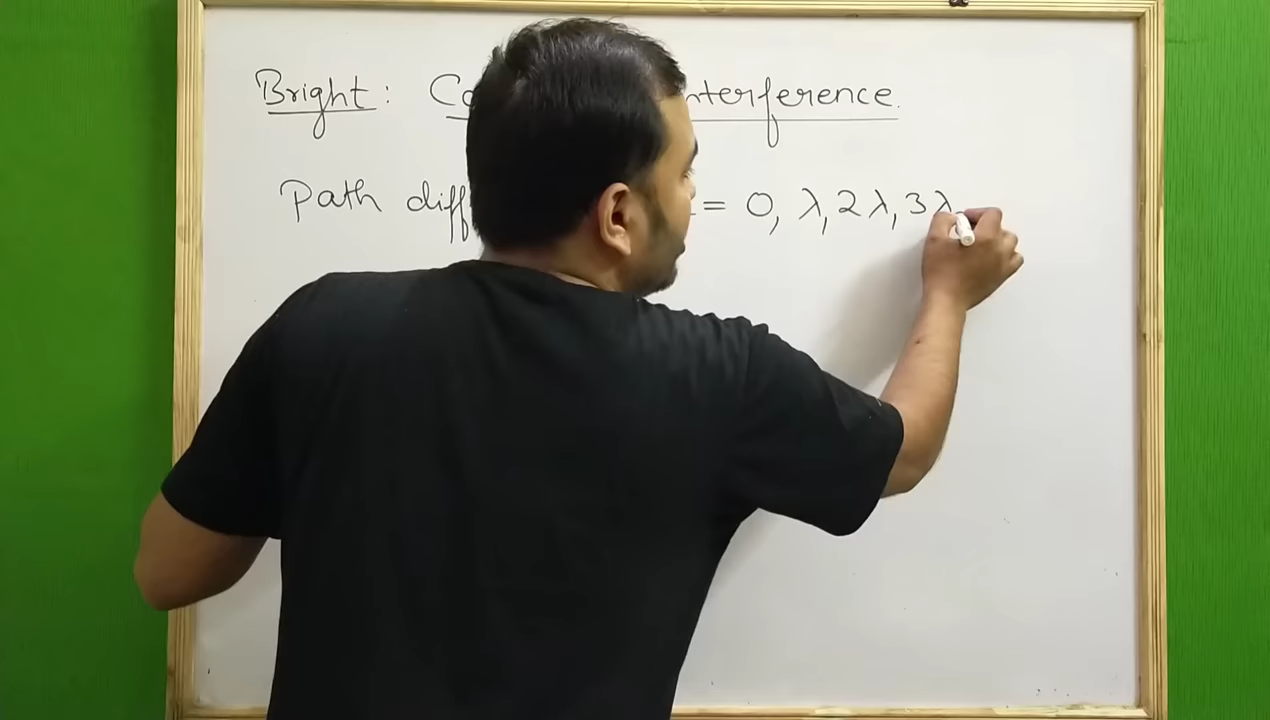 Bright: Co nterference.
Path diff = 0, λ, 2λ, 3λ